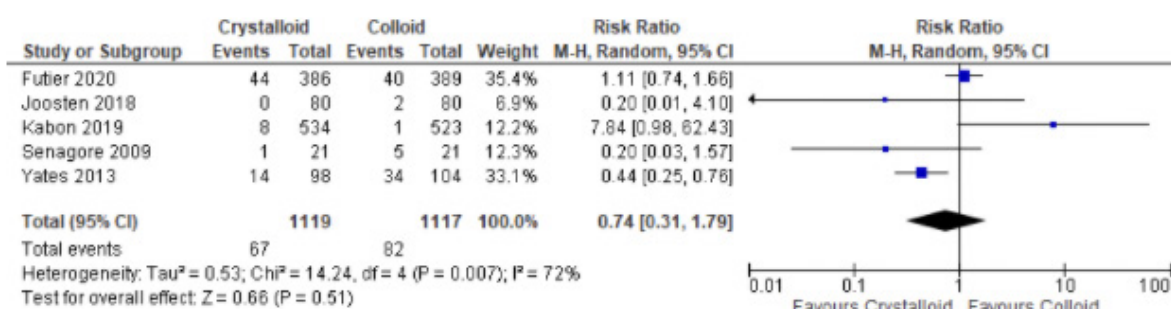 Crystalloid Colloid Risk Ratio Risk Ratio
Study or Subgroup Events Total Events Total Weight M-H, Random, 95% CI M-H, Random, 95% CI
Futier 2020 44 386 40 389 35.4% 1.11 [0.74, 1.66]
Joosten 2018 0 80 2 80 6.9% 0.20 [0.01, 4.10]
Kabon 2019 8 534 1 523 12.2% 7.84 [0.98, 62.43]
Senagore 2009 1 21 5 21 12.3% 0.20 [0.03, 1.57]
Yates 2013 14 98 34 104 33.1% 0.44 [0.25, 0.76]
Total (95% CI) 1119 1117 100.0% 0.74 [0.31, 1.79]
Total events 67 82
Heterogeneity: Tau² = 0.53; Chi² = 14.24, df = 4 (P = 0.007); I² = 72%
Test for overall effect: Z = 0.66 (P = 0.51)
0.01 0.1 1 10 100
Favours Crystalloid Favours Colloid